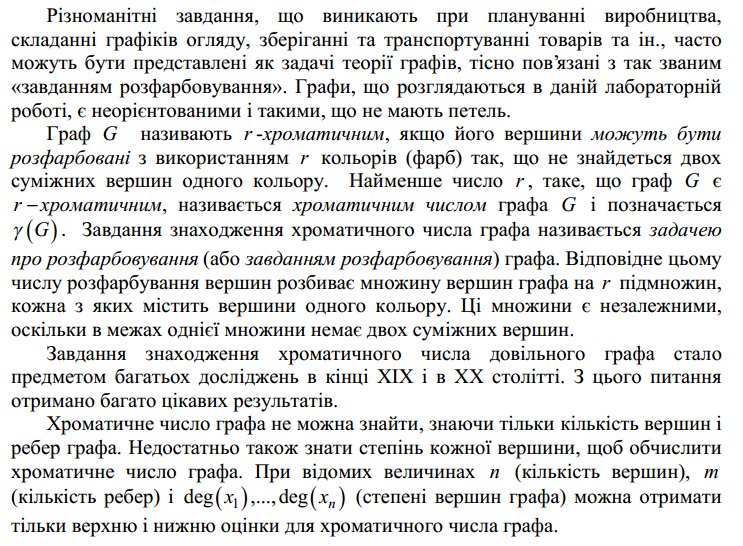 Різноманітні завдання, що виникають при плануванні виробництва,
складанні графіків огляду, зберіганні та транспортуванні товарів та ін., часто
можуть бути представлені як задачі теорії графів, тісно пов’язані з так званим
«завданням розфарбовування». Графи, що розглядаються в даній лабораторній
роботі, є неорієнтованими і такими, що не мають петель.
Граф G називають r-хроматичним, якщо його вершини можуть бути
розфарбовані з використанням r кольорів (фарб) так, що не знайдеться двох
суміжних вершин одного кольору. Найменше число r, таке, що граф G є
r−хроматичним, називається хроматичним числом графа G і позначається
γ(G). Завдання знаходження хроматичного числа графа називається задачею
про розфарбовування (або завданням розфарбовування) графа. Відповідне цьому
числу розфарбування вершин розбиває множину вершин графа на r підмножин,
кожна з яких містить вершини одного кольору. Ці множини є незалежними,
оскільки в межах однієї множини немає двох суміжних вершин.
Завдання знаходження хроматичного числа довільного графа стало
предметом багатьох досліджень в кінці XIX і в XX столітті. З цього питання
отримано багато цікавих результатів.
Хроматичне число графа не можна знайти, знаючи тільки кількість вершин і
ребер графа. Недостатньо також знати степінь кожної вершини, щоб обчислити
хроматичне число графа. При відомих величинах n (кількість вершин), m
(кількість ребер) і deg(x₁),...,deg(xₙ) (степені вершин графа) можна отримати
тільки верхню і нижню оцінки для хроматичного числа графа.